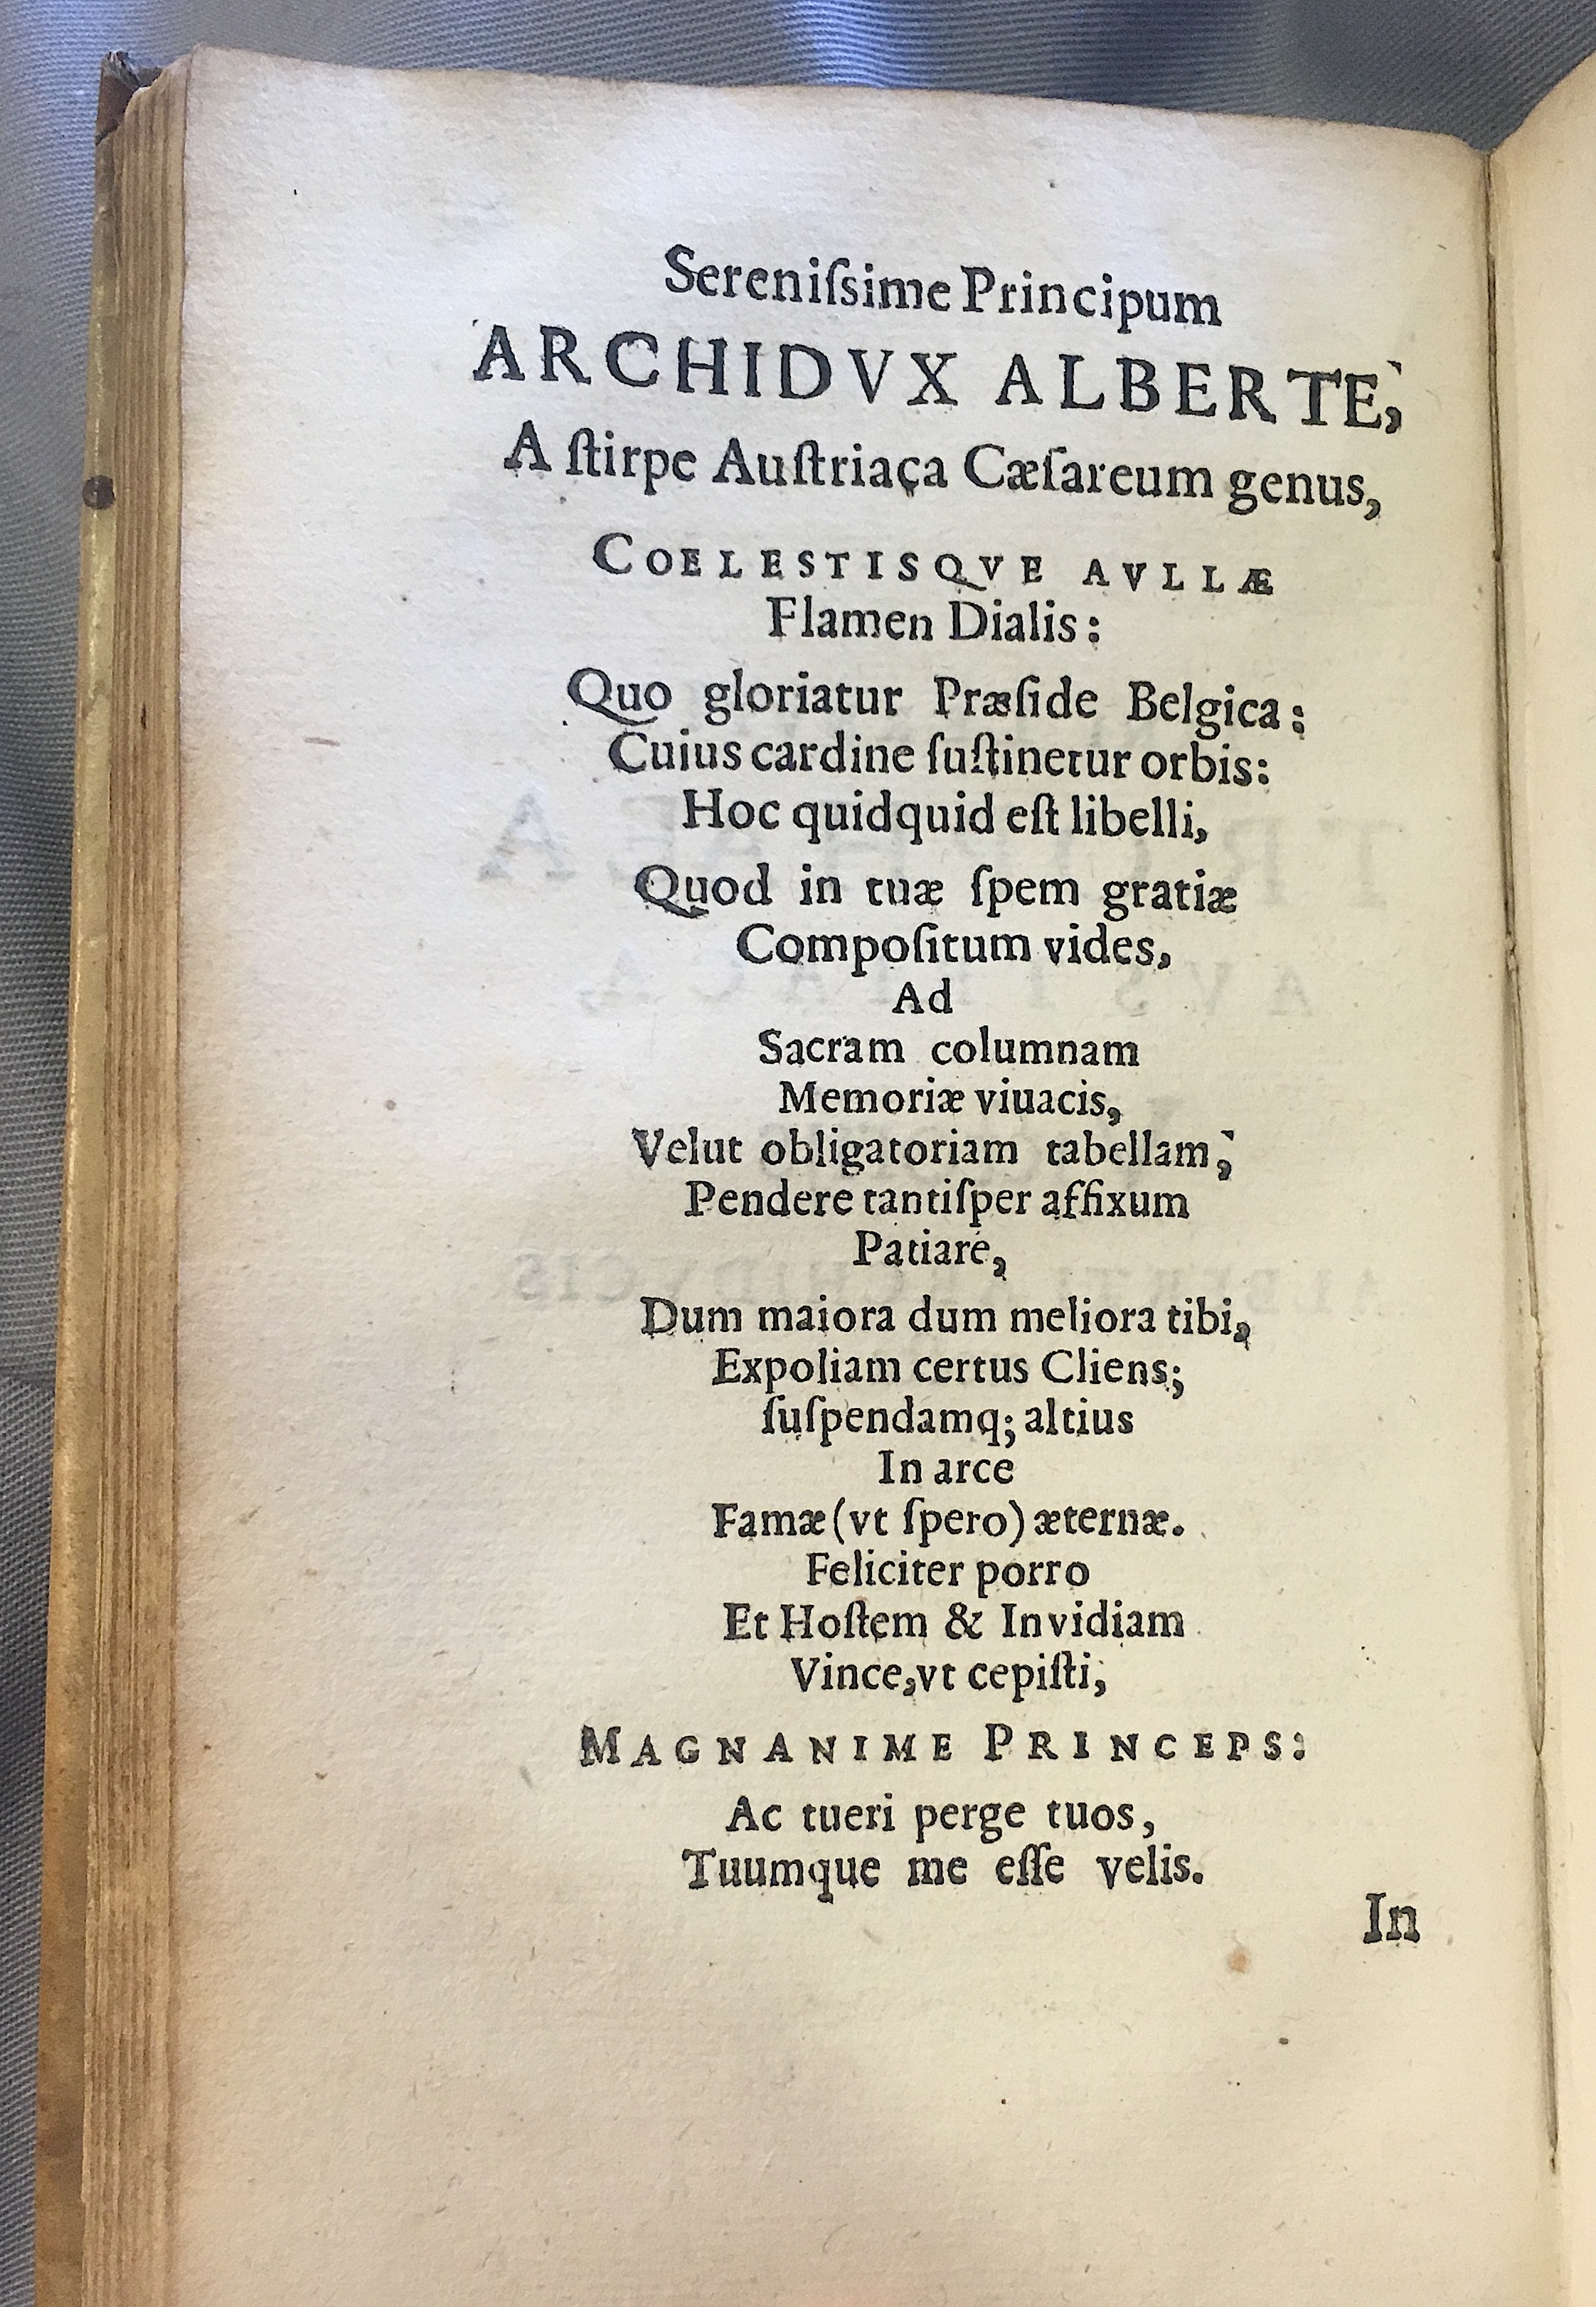 Sereniſsime Principum
ARCHIDVX ALBERTE,
A ſtirpe Auſtriaca Cæſareum genus,
COELESTISQVE AVLLÆ
Flamen Dialis:
Quo gloriatur Præſide Belgica:
Cuius cardine ſuſtinetur orbis:
Hoc quidquid eſt libelli,
Quod in tuæ ſpem gratiæ
Compoſitum vides,
Ad
Sacram columnam
Memoriæ viuacis,
Velut obligatoriam tabellam,
Pendere tantiſper affixum
Patiare,
Dum maiora dum meliora tibi,
Expoliam certus Cliens;
ſuſpendamq; altius
In arce
Famæ (vt ſpero) æternæ.
Feliciter porro
Et Hoſtem & Invidiam
Vince, vt cepiſti,
MAGNANIME PRINCEPS:
Ac tueri perge tuos,
Tuumque me eſſe velis.
In